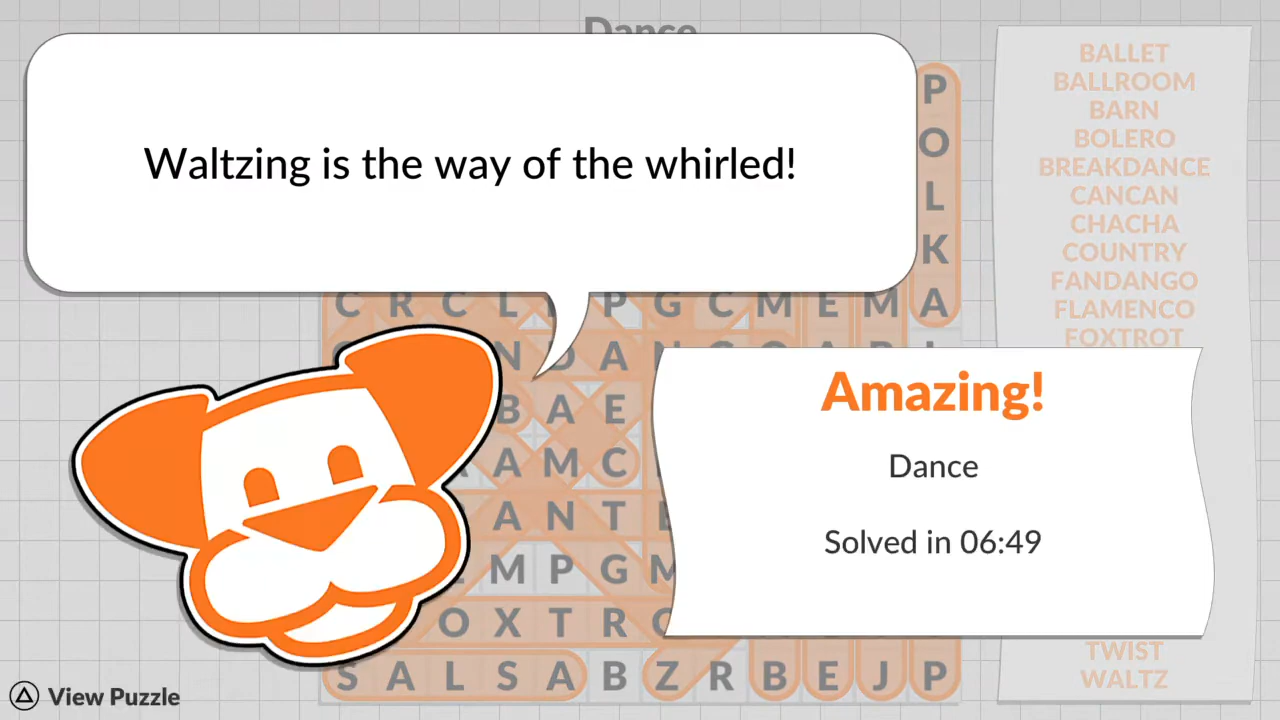 Dance
Waltzing is the way of the whirled!
P
O
L
K
C R C L P G C M E M A
N D A
B A E
A M C
A N T
M P G M
O X T R O
S A L S A B Z R B E J P
BALLET
BALLROOM
BARN
BOLERO
BREAKDANCE
CANCAN
CHACHA
COUNTRY
FANDANGO
FLAMENCO
FOXTROT
Amazing!
Dance
Solved in 06:49
TWIST
WALTZ
View Puzzle